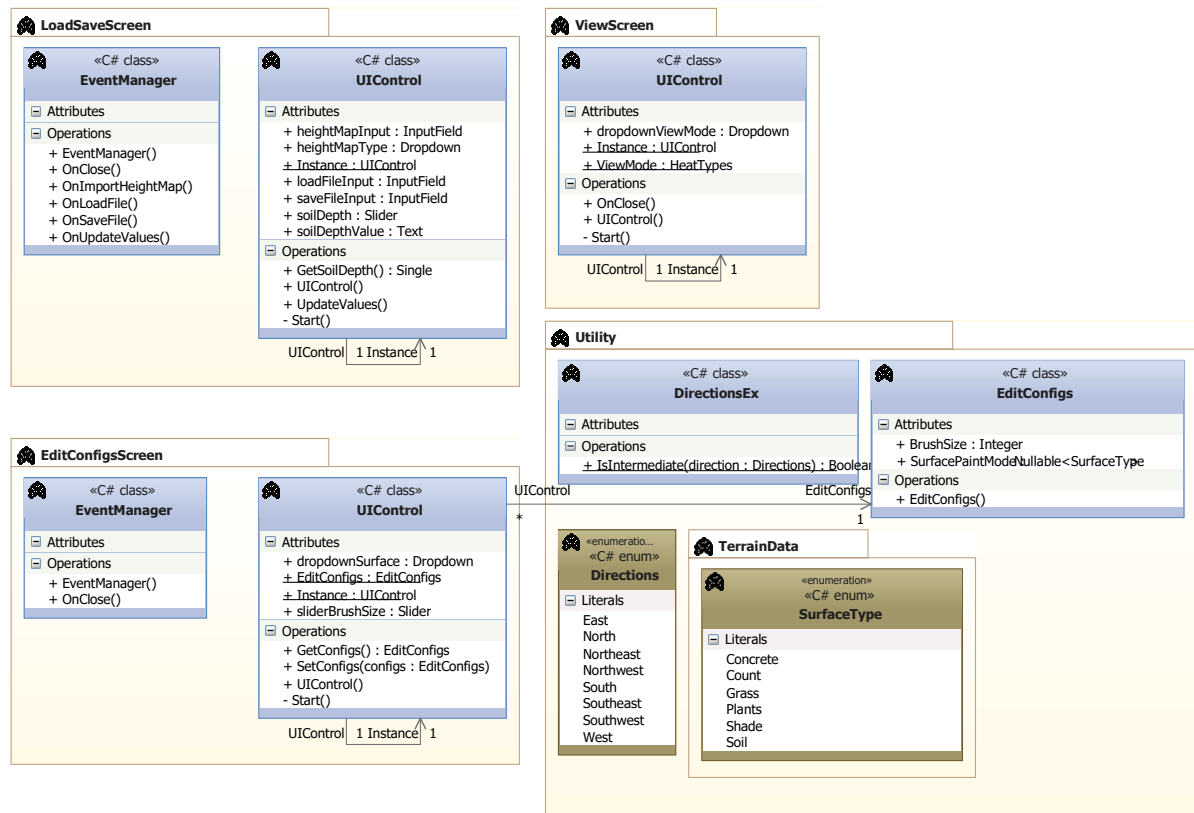 LoadSaveScreen
«C# class»
EventManager
Attributes
Operations
+ EventManager()
+ OnClose()
+ OnImportHeightMap()
+ OnLoadFile()
+ OnSaveFile()
+ OnUpdateValues()
«C# class»
UIControl
Attributes
+ heightMapInput : InputField
+ heightMapType : Dropdown
+ Instance : UIControl
+ loadFileInput : InputField
+ saveFileInput : InputField
+ soilDepth : Slider
+ soilDepthValue : Text
Operations
+ GetSoilDepth() : Single
+ UIControl()
+ UpdateValues()
- Start()
UIControl 1 Instance 1
ViewScreen
«C# class»
UIControl
Attributes
+ dropdownViewMode : Dropdown
+ Instance : UIControl
+ ViewMode : HeatTypes
Operations
+ OnClose()
+ UIControl()
- Start()
UIControl 1 Instance 1
EditConfigsScreen
«C# class»
EventManager
Attributes
Operations
+ EventManager()
+ OnClose()
«C# class»
UIControl
Attributes
+ dropdownSurface : Dropdown
+ EditConfigs : EditConfigs
+ Instance : UIControl
+ sliderBrushSize : Slider
Operations
+ GetConfigs() : EditConfigs
+ SetConfigs(configs : EditConfigs)
+ UIControl()
- Start()
UIControl 1 Instance 1
Utility
«C# class»
DirectionsEx
Attributes
Operations
+ IsIntermediate(direction : Directions) : Boolean
«C# class»
EditConfigs
Attributes
+ BrushSize : Integer
+ SurfacePaintMode : Nullable<SurfaceType>
Operations
+ EditConfigs()
UIControl EditConfigs
* 1
«enumeratio...
«C# enum»
Directions
Literals
East
North
Northeast
Northwest
South
Southeast
Southwest
West
TerrainData
«enumeration»
«C# enum»
SurfaceType
Literals
Concrete
Count
Grass
Plants
Shade
Soil